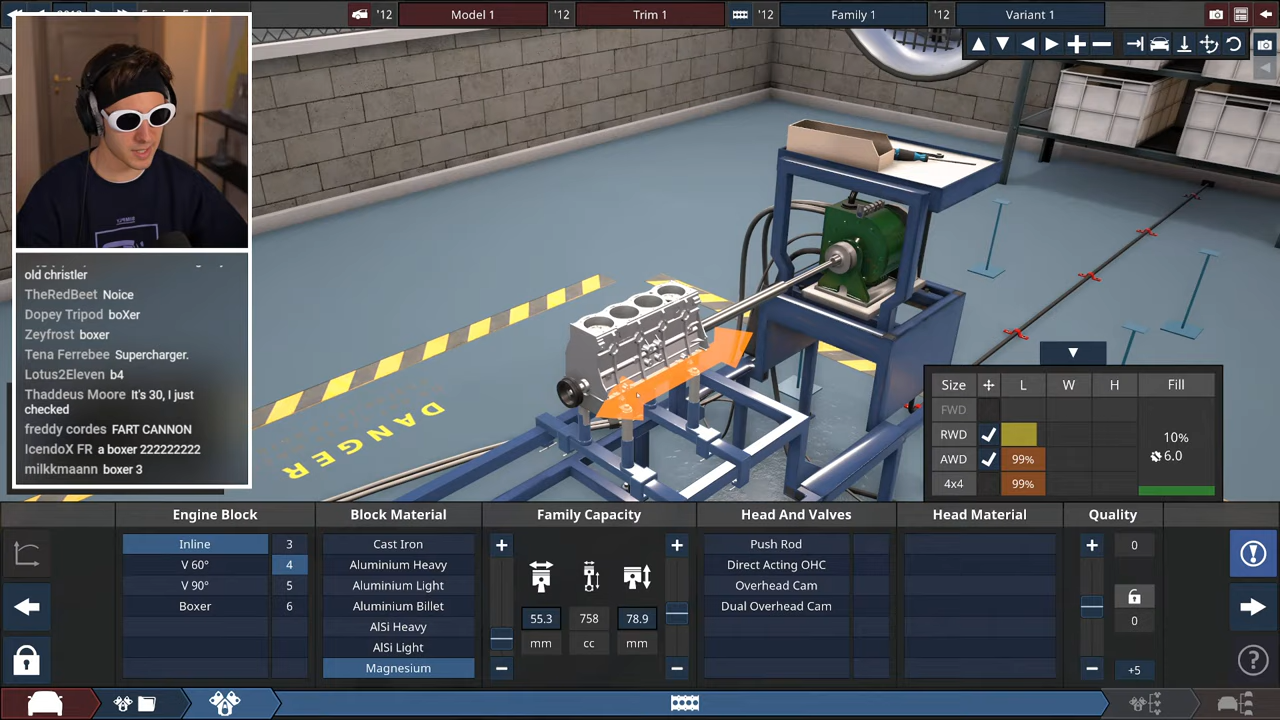 '12
Model 1
'12
Trim 1
'12
Family 1
'12
Variant 1
old christler
TheRedBeet Noice
Dopey Tripod boXer
Zeyfrost boxer
Tena Ferrebee Supercharger.
Lotus2Eleven b4
Thaddeus Moore It's 30, I just
checked
freddy cordes FART CANNON
IcendoX FR a boxer 222222222
milkkmaann boxer 3
DANGER
Size L W H Fill
FWD
RWD
AWD 99%
4x4 99%
10%
6.0
Engine Block
Inline 3
V 60° 4
V 90° 5
Boxer 6
Block Material
Cast Iron
Aluminium Heavy
Aluminium Light
Aluminium Billet
AlSi Heavy
AlSi Light
Magnesium
Family Capacity
55.3 758 78.9
mm cc mm
Head And Valves
Push Rod
Direct Acting OHC
Overhead Cam
Dual Overhead Cam
Head Material
Quality
0
0
+5